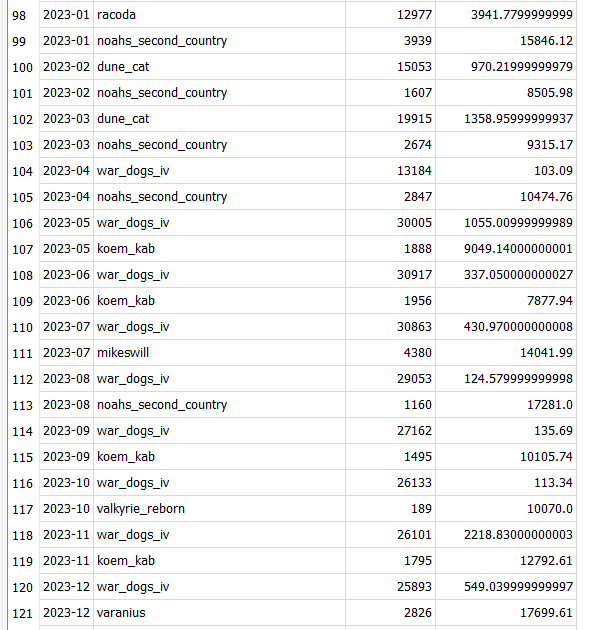 98 2023-01 racoda 12977 3941.7799999999
99 2023-01 noahs_second_country 3939 15846.12
100 2023-02 dune_cat 15053 970.21999999979
101 2023-02 noahs_second_country 1607 8505.98
102 2023-03 dune_cat 19915 1358.95999999937
103 2023-03 noahs_second_country 2674 9315.17
104 2023-04 war_dogs_iv 13184 103.09
105 2023-04 noahs_second_country 2847 10474.76
106 2023-05 war_dogs_iv 30005 1055.00999999989
107 2023-05 koem_kab 1888 9049.14000000001
108 2023-06 war_dogs_iv 30917 337.050000000027
109 2023-06 koem_kab 1956 7877.94
110 2023-07 war_dogs_iv 30863 430.970000000008
111 2023-07 mikeswill 4380 14041.99
112 2023-08 war_dogs_iv 29053 124.579999999998
113 2023-08 noahs_second_country 1160 17281.0
114 2023-09 war_dogs_iv 27162 135.69
115 2023-09 koem_kab 1495 10105.74
116 2023-10 war_dogs_iv 26133 113.34
117 2023-10 valkyrie_reborn 189 10070.0
118 2023-11 war_dogs_iv 26101 2218.83000000003
119 2023-11 koem_kab 1795 12792.61
120 2023-12 war_dogs_iv 25893 549.039999999997
121 2023-12 varanius 2826 17699.61